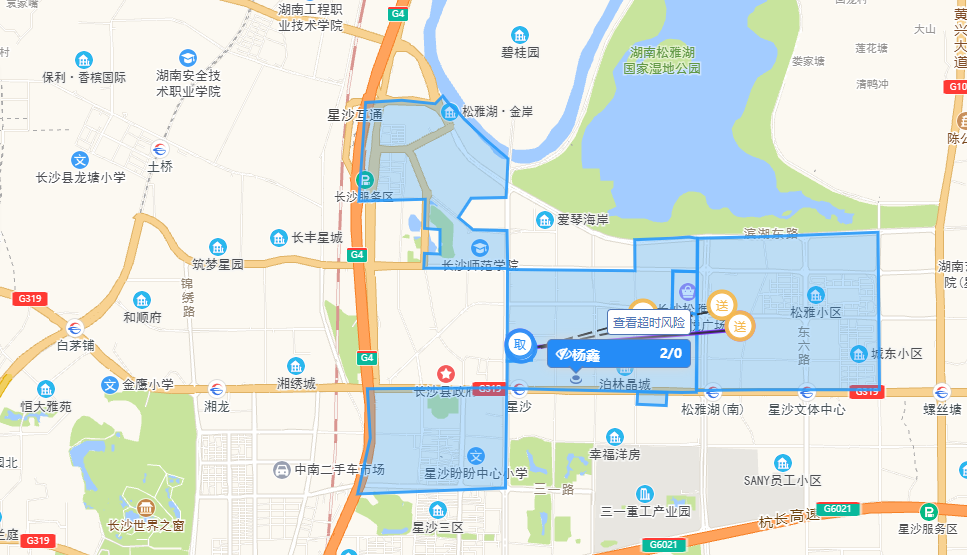 袁家嘴
湖南工程职
业技术学院
G4
碧桂园
湖南松雅湖
国家湿地公园
大山
莲花塘
娄家塘
清鸭冲
黄
兴
大
道
G10
村
保利·香槟国际
湖南安全技
术职业学院
星沙互通
松雅湖·金岸
土桥
长沙县龙塘小学
长沙服务区
爱琴海岸
滨湖东路
长丰星城
G4
筑梦星园
长沙师范学院
锦
绣
路
G319
和顺府
白茅铺
取
查看超时风险
送
送
广场
松雅小区
东
六
路
杨鑫
2/0
城东小区
G4
湘绣城
恒大雅苑
金鹰小学
湘龙
长沙县政府
G319
星沙
泊林晶城
松雅湖(南)
星沙文体中心
G319
螺丝塘
中南二手车市场
星沙盼盼中心小学
幸福洋房
三一路
SANY员工小区
三一重工产业园
长沙世界之窗
星沙三区
杭长高速
G6021
G6021
星沙服务区
G319